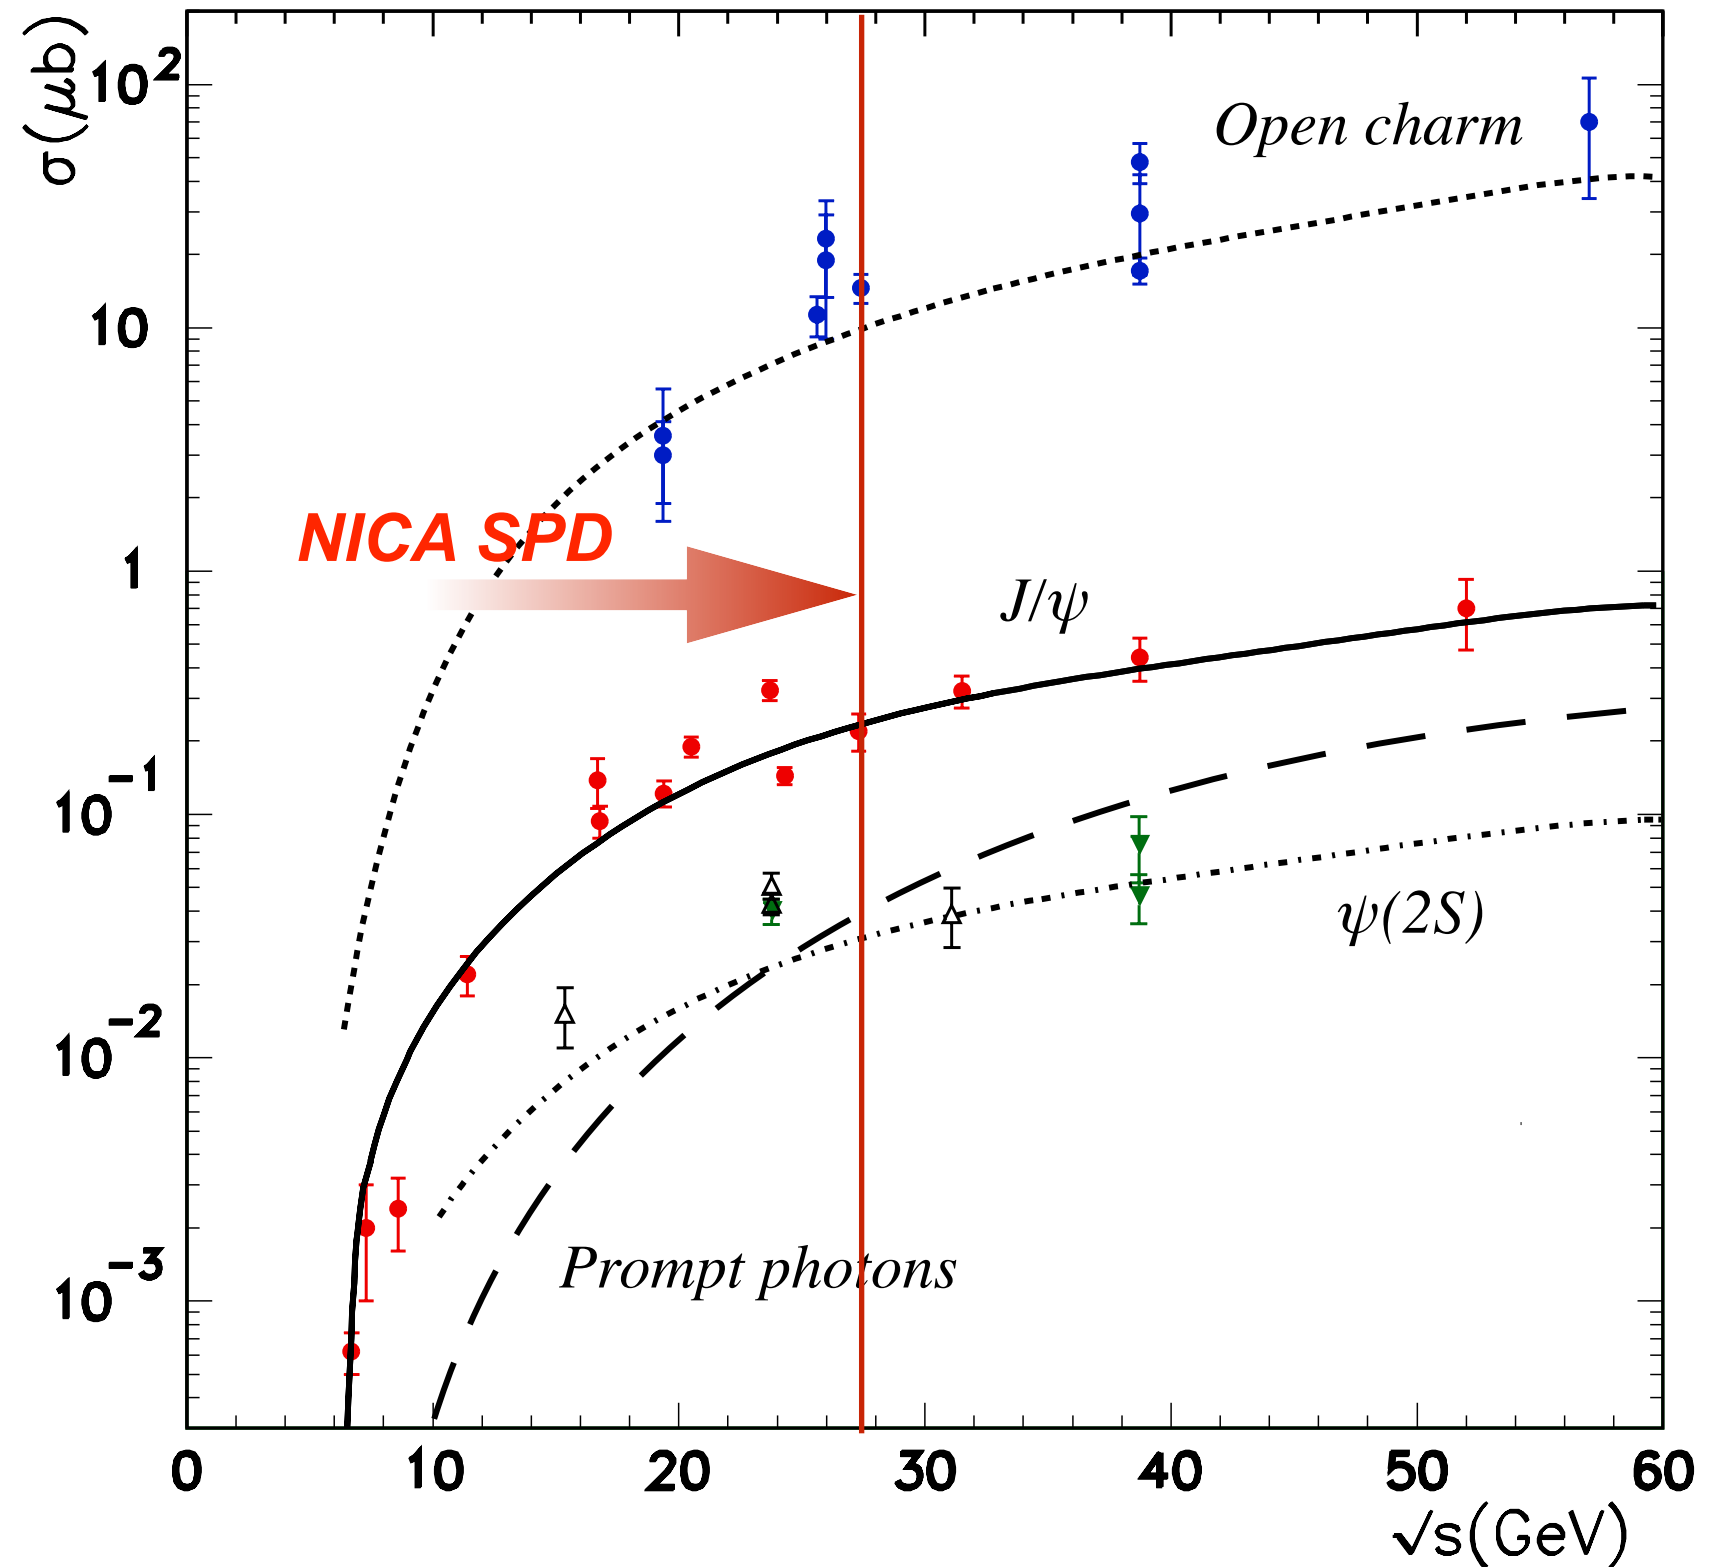 σ(μb)
10²
10
1
10⁻¹
10⁻²
10⁻³
Open charm
NICA SPD
J/ψ
ψ(2S)
Prompt photons
0 10 20 30 40 50 60
√s(GeV)